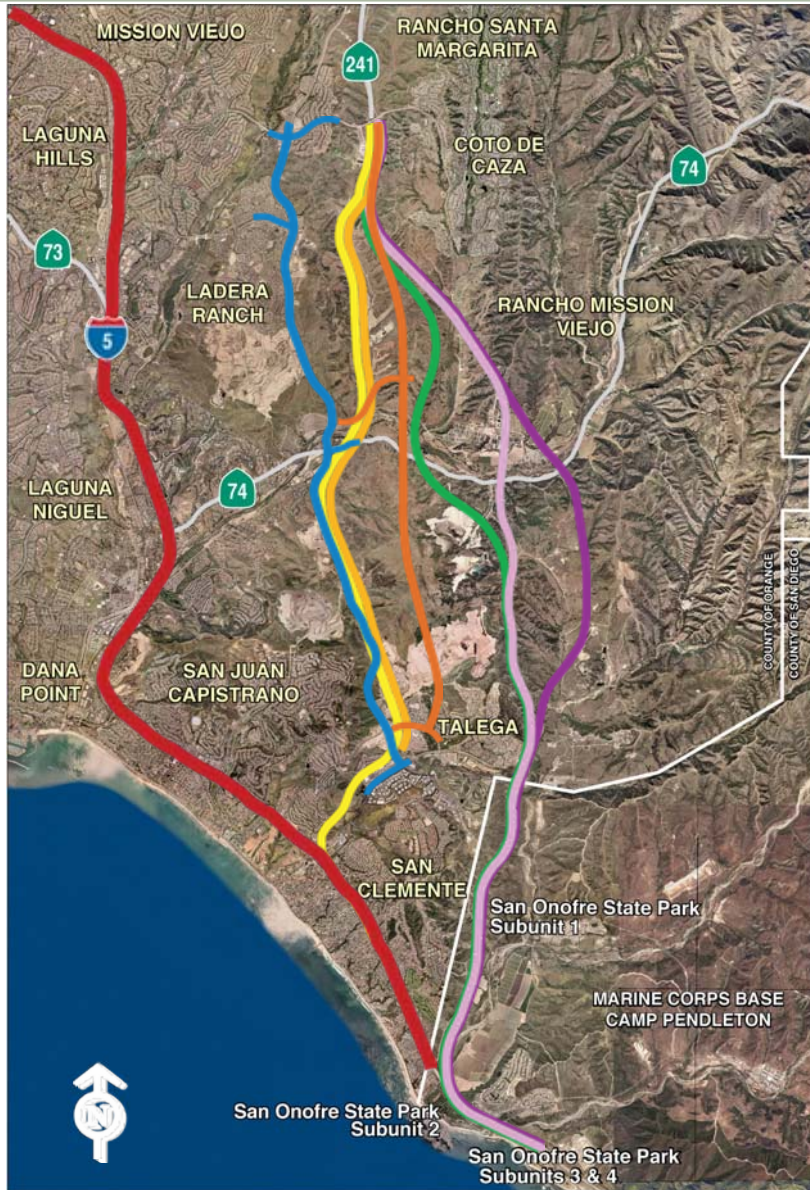 MISSION VIEJO
RANCHO SANTA
MARGARITA
241
LAGUNA
HILLS
COTO DE
CAZA
74
73
LADERA
RANCH
RANCHO MISSION
VIEJO
5
LAGUNA
NIGUEL
74
COUNTY OF ORANGE
COUNTY OF SAN DIEGO
DANA
POINT
SAN JUAN
CAPISTRANO
TALEGA
SAN
CLEMENTE
San Onofre State Park
Subunit 1
MARINE CORPS BASE
CAMP PENDLETON
N
San Onofre State Park
Subunit 2
San Onofre State Park
Subunits 3 & 4